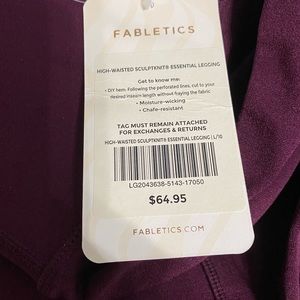 FABLETICS
HIGH-WAISTED SCULPTKNIT® ESSENTIAL LEGGING
Get to know me:
• DIY hem: Following the perforated lines, cut to your
desired inseam length without fraying the fabric
• Moisture-wicking
• Chafe-resistant
TAG MUST REMAIN ATTACHED
FOR EXCHANGES & RETURNS
HIGH-WAISTED SCULPTKNIT® ESSENTIAL LEGGING | L/10
LG2043638-5143-17050
$64.95
FABLETICS.COM